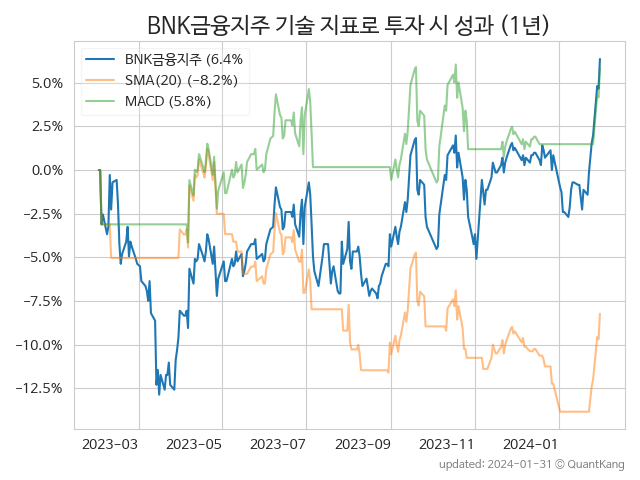 BNK금융지주 기술 지표로 투자 시 성과 (1년)
BNK금융지주 (6.4%
SMA(20) (−8.2%)
MACD (5.8%)
5.0%
2.5%
0.0%
−2.5%
−5.0%
−7.5%
−10.0%
−12.5%
2023-03 2023-05 2023-07 2023-09 2023-11 2024-01
updated: 2024-01-31 © QuantKang